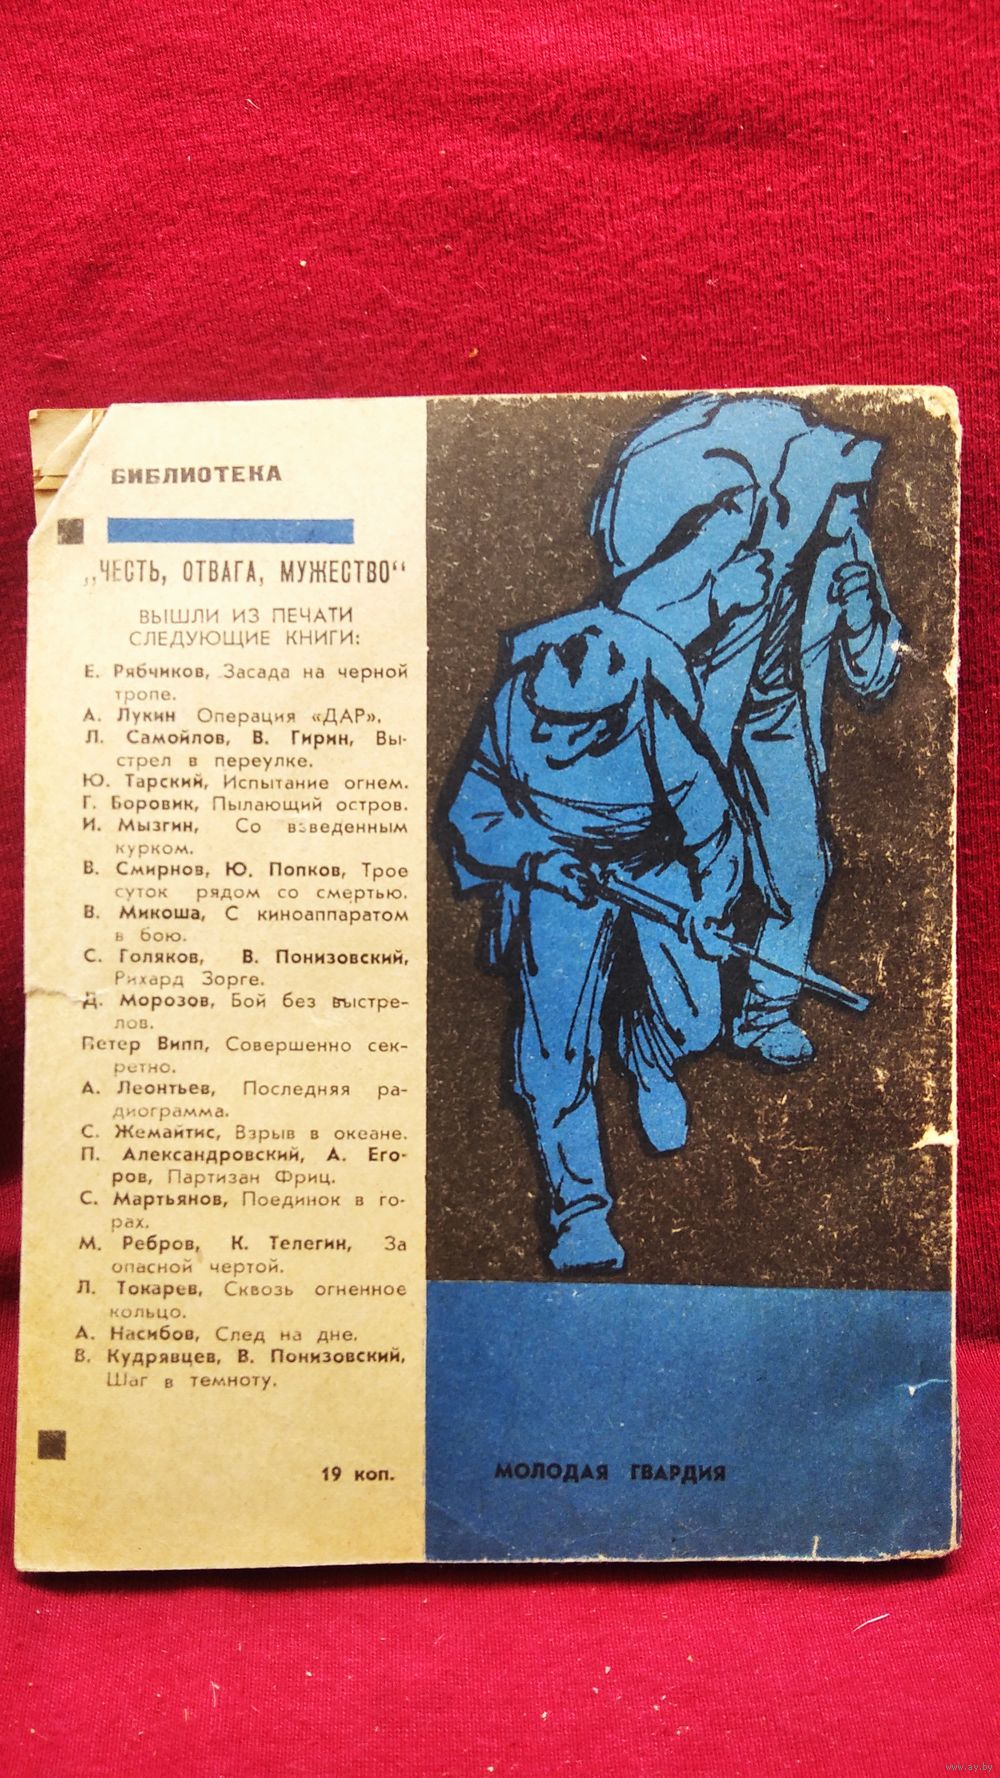 БИБЛИОТЕКА
„ЧЕСТЬ, ОТВАГА, МУЖЕСТВО“
ВЫШЛИ ИЗ ПЕЧАТИ
СЛЕДУЮЩИЕ КНИГИ:
Е. Рябчиков, Засада на черной
тропе.
А. Лукин Операция «ДАР».
Л. Самойлов, В. Гирин, Вы-
стрел в переулке.
Ю. Тарский, Испытание огнем.
Г. Боровик, Пылающий остров.
И. Мызгин, Со взведенным
курком.
В. Смирнов, Ю. Попков, Трое
суток рядом со смертью.
В. Микоша, С киноаппаратом
в бою.
С. Голяков, В. Понизовский,
Рихард Зорге.
Д. Морозов, Бой без выстре-
лов.
Петер Випп, Совершенно сек-
ретно.
А. Леонтьев, Последняя ра-
диограмма.
С. Жемайтис, Взрыв в океане.
П. Александровский, А. Его-
ров, Партизан Фриц.
С. Мартьянов, Поединок в го-
рах.
М. Ребров, К. Телегин, За
опасной чертой.
Л. Токарев, Сквозь огненное
кольцо.
А. Насибов, След на дне.
В. Кудрявцев, В. Понизовский,
Шаг в темноту.
19 коп.
МОЛОДАЯ ГВАРДИЯ
www.ay.by